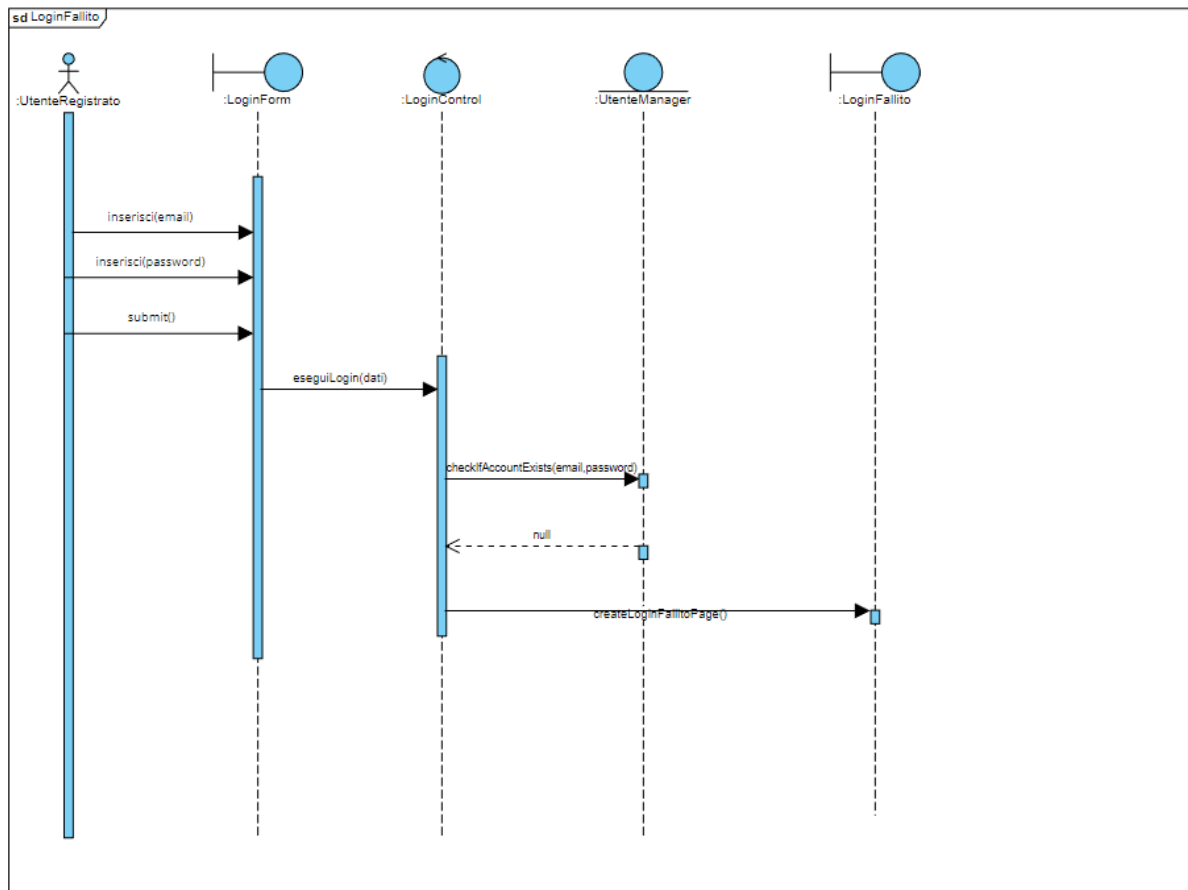 sd LoginFallito
:UtenteRegistrato
:LoginForm
:LoginControl
:UtenteManager
:LoginFallito
inserisci(email)
inserisci(password)
submit()
eseguiLogin(dati)
checkIfAccountExists(email,password)
null
createLoginFallitoPage()